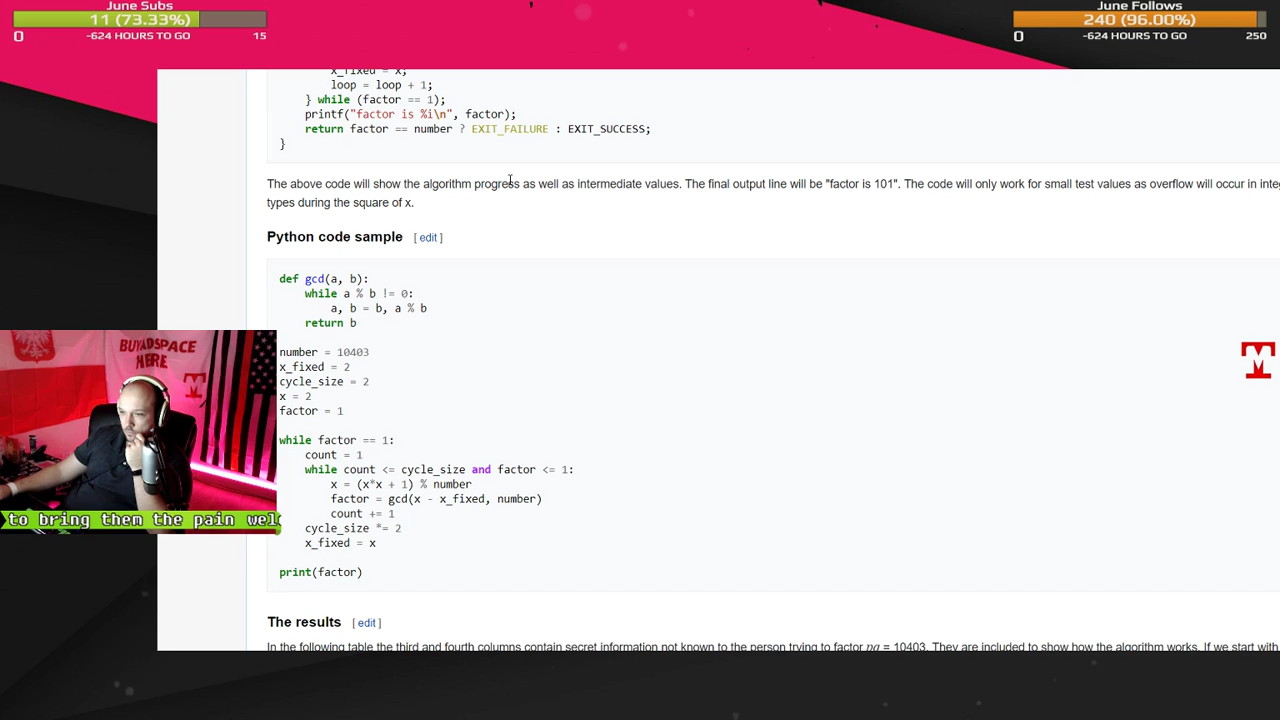 June Subs
11 (73.33%)
0
-624 HOURS TO GO
15
June Follows
240 (96.00%)
0
-624 HOURS TO GO
250
x_fixed = x;
loop = loop + 1;
} while (factor == 1);
printf("factor is %i\n", factor);
return factor == number ? EXIT_FAILURE : EXIT_SUCCESS;
}
The above code will show the algorithm progress as well as intermediate values. The final output line will be "factor is 101". The code will only work for small test values as overflow will occur in inte
types during the square of x.
Python code sample [ edit ]
def gcd(a, b):
while a % b != 0:
a, b = b, a % b
return b
number = 10403
x_fixed = 2
cycle_size = 2
x = 2
factor = 1
while factor == 1:
count = 1
while count <= cycle_size and factor <= 1:
x = (x*x + 1) % number
factor = gcd(x - x_fixed, number)
count += 1
cycle_size *= 2
x_fixed = x
print(factor)
BUY ADSPACE
HERE
to bring them the pain welc
The results [ edit ]
In the following table the third and fourth columns contain secret information not known to the person trying to factor pq = 10403. They are included to show how the algorithm works. If we start with